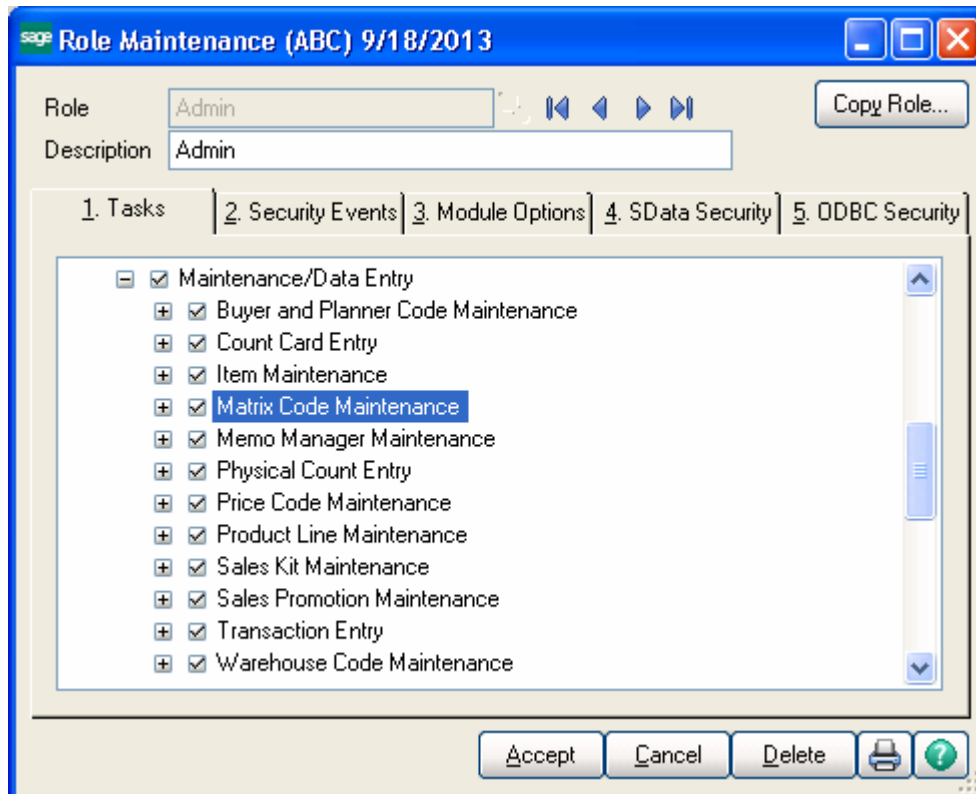 sage Role Maintenance (ABC) 9/18/2013
Role Admin Copy Role...
Description Admin
1. Tasks 2. Security Events 3. Module Options 4. SData Security 5. ODBC Security
Maintenance/Data Entry
Buyer and Planner Code Maintenance
Count Card Entry
Item Maintenance
Matrix Code Maintenance
Memo Manager Maintenance
Physical Count Entry
Price Code Maintenance
Product Line Maintenance
Sales Kit Maintenance
Sales Promotion Maintenance
Transaction Entry
Warehouse Code Maintenance
Accept Cancel Delete ?